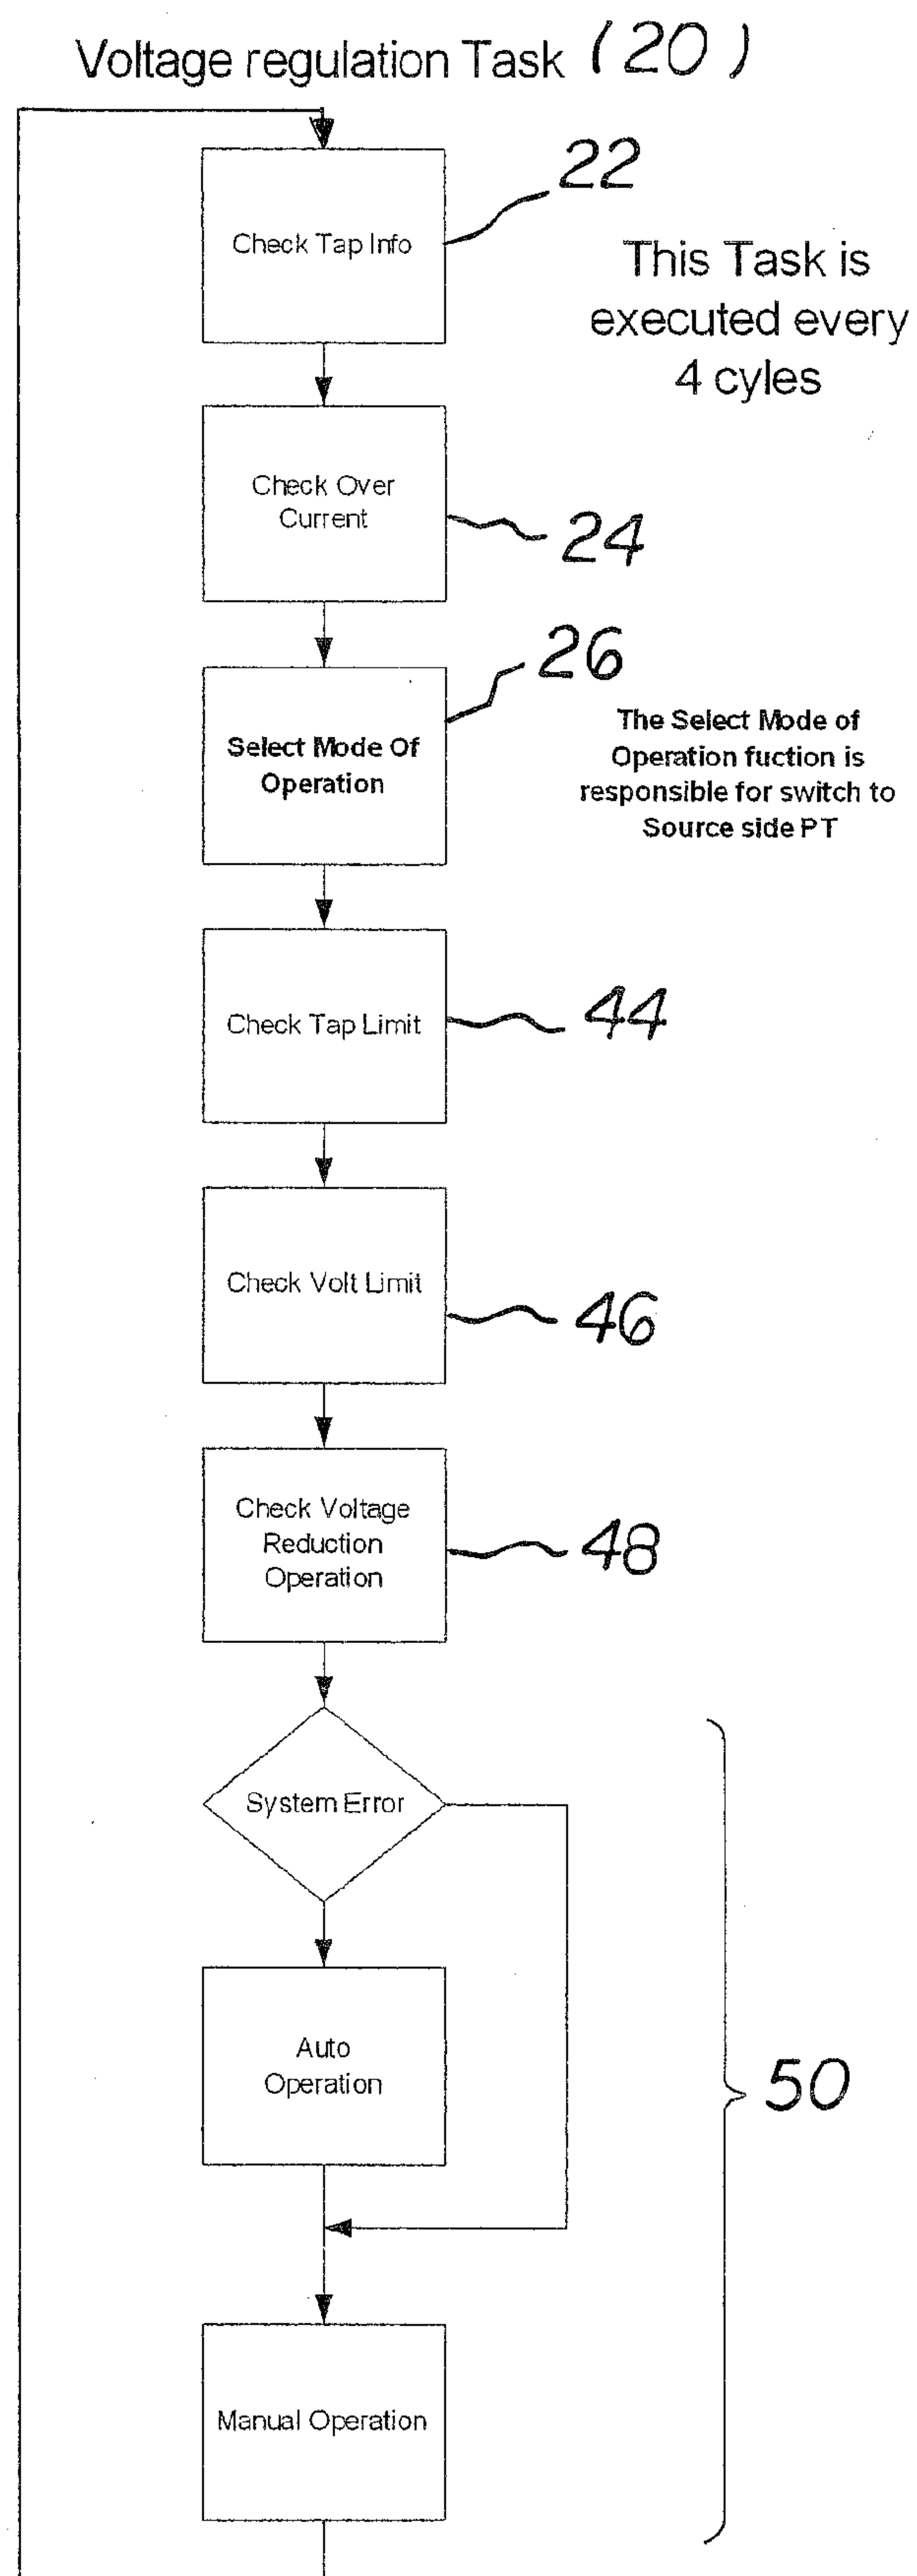 Voltage regulation Task (20)
22
Check Tap Info
This Task is
executed every
4 cyles
Check Over
Current
24
26
Select Mode Of
Operation
The Select Mode of
Operation fuction is
responsible for switch to
Source side PT
Check Tap Limit
44
Check Volt Limit
46
Check Voltage
Reduction
Operation
48
System Error
Auto
Operation
50
Manual Operation